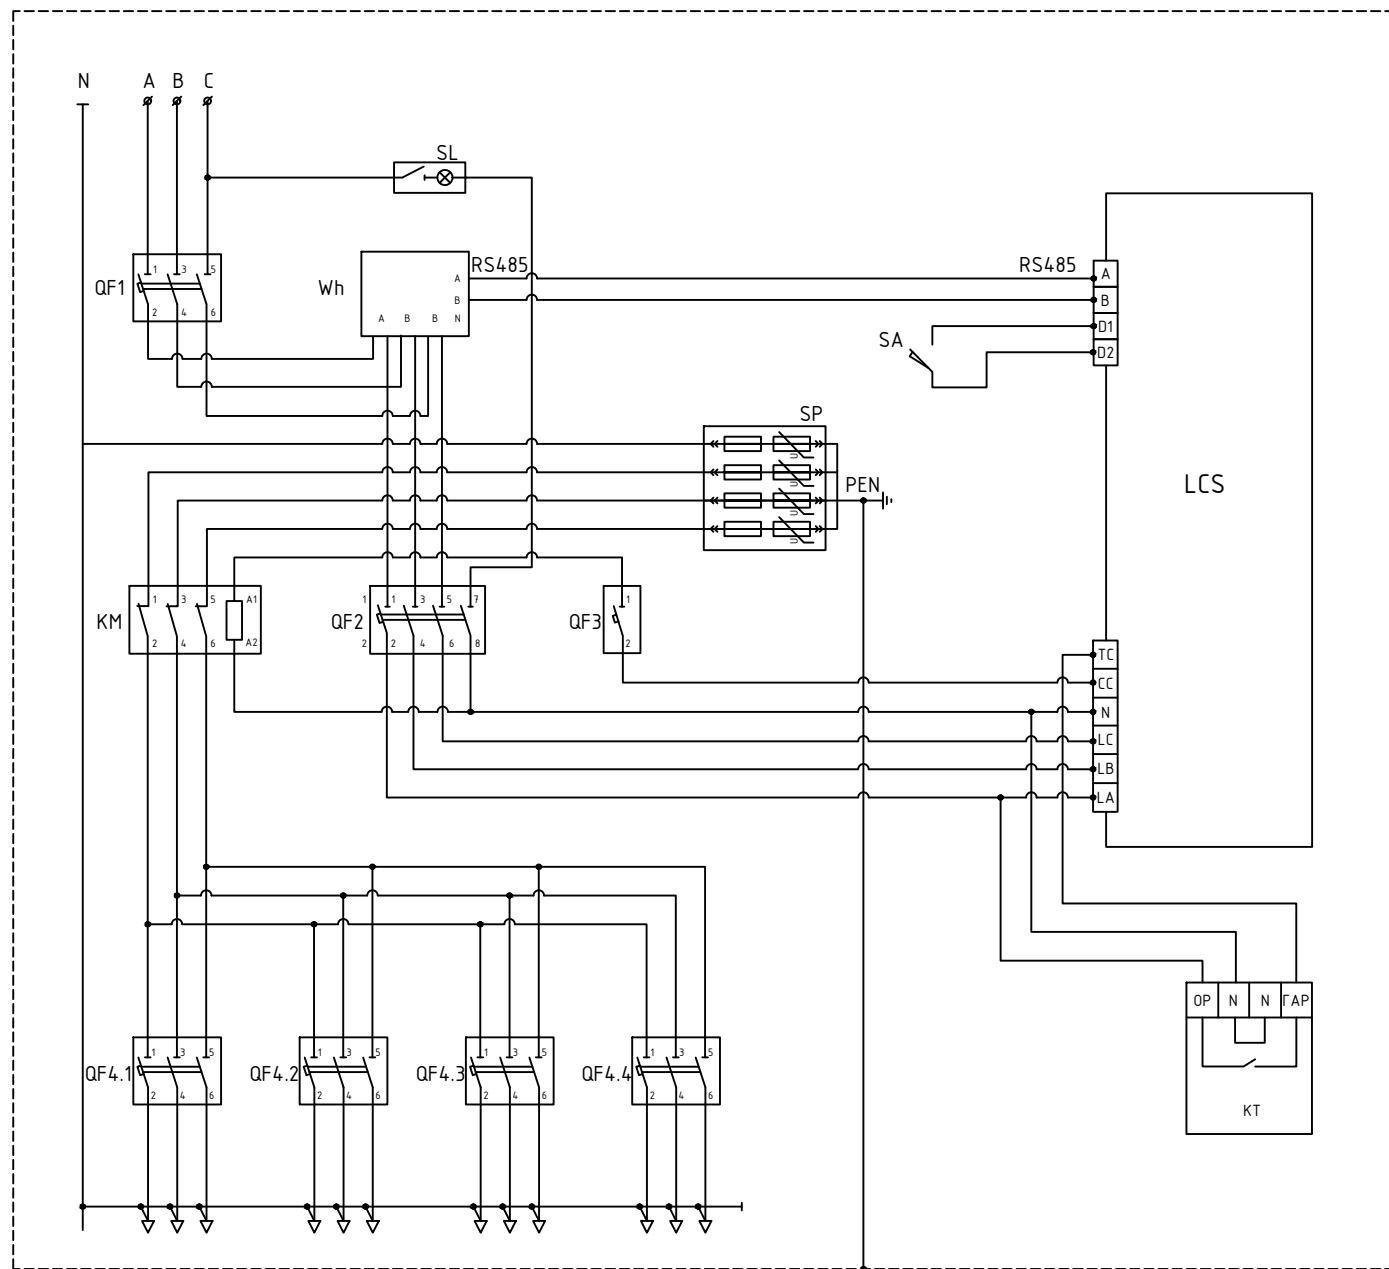 N A B C
SL
QF1
1 3 5
2 4 6
Wh
RS485
A
B
A B B N
RS485
A
B
D1
D2
SA
SP
U
U
U
U
PEN
LCS
KM
1 3 5 A1
2 4 6 A2
QF2
1 1 3 5 7
2 2 4 6 8
QF3
1
2
TC
CC
N
LC
LB
LA
QF4.1
1 3 5
2 4 6
QF4.2
1 3 5
2 4 6
QF4.3
1 3 5
2 4 6
QF4.4
1 3 5
2 4 6
ОР N N ГАР
КТ